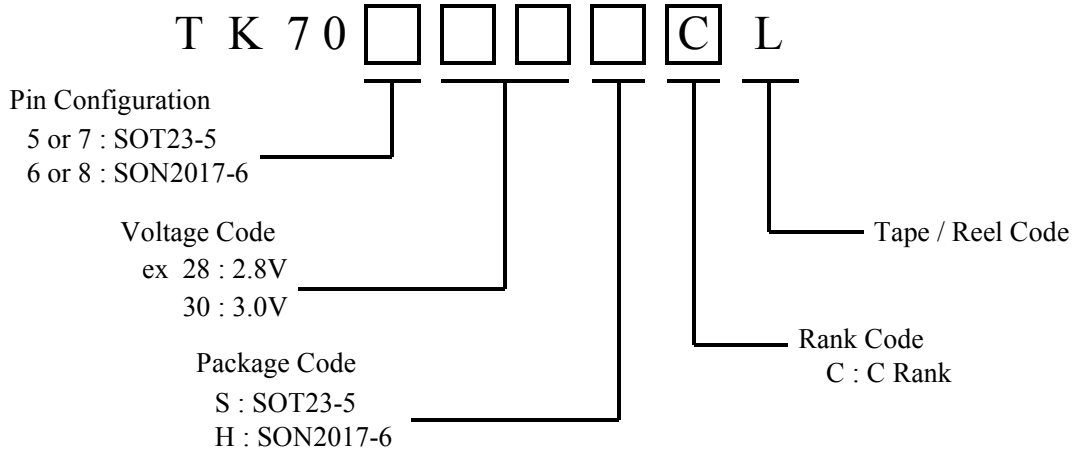 T K 7 0 C L
Pin Configuration
5 or 7 : SOT23-5
6 or 8 : SON2017-6
Voltage Code
ex 28 : 2.8V
30 : 3.0V
Tape / Reel Code
Rank Code
C : C Rank
Package Code
S : SOT23-5
H : SON2017-6